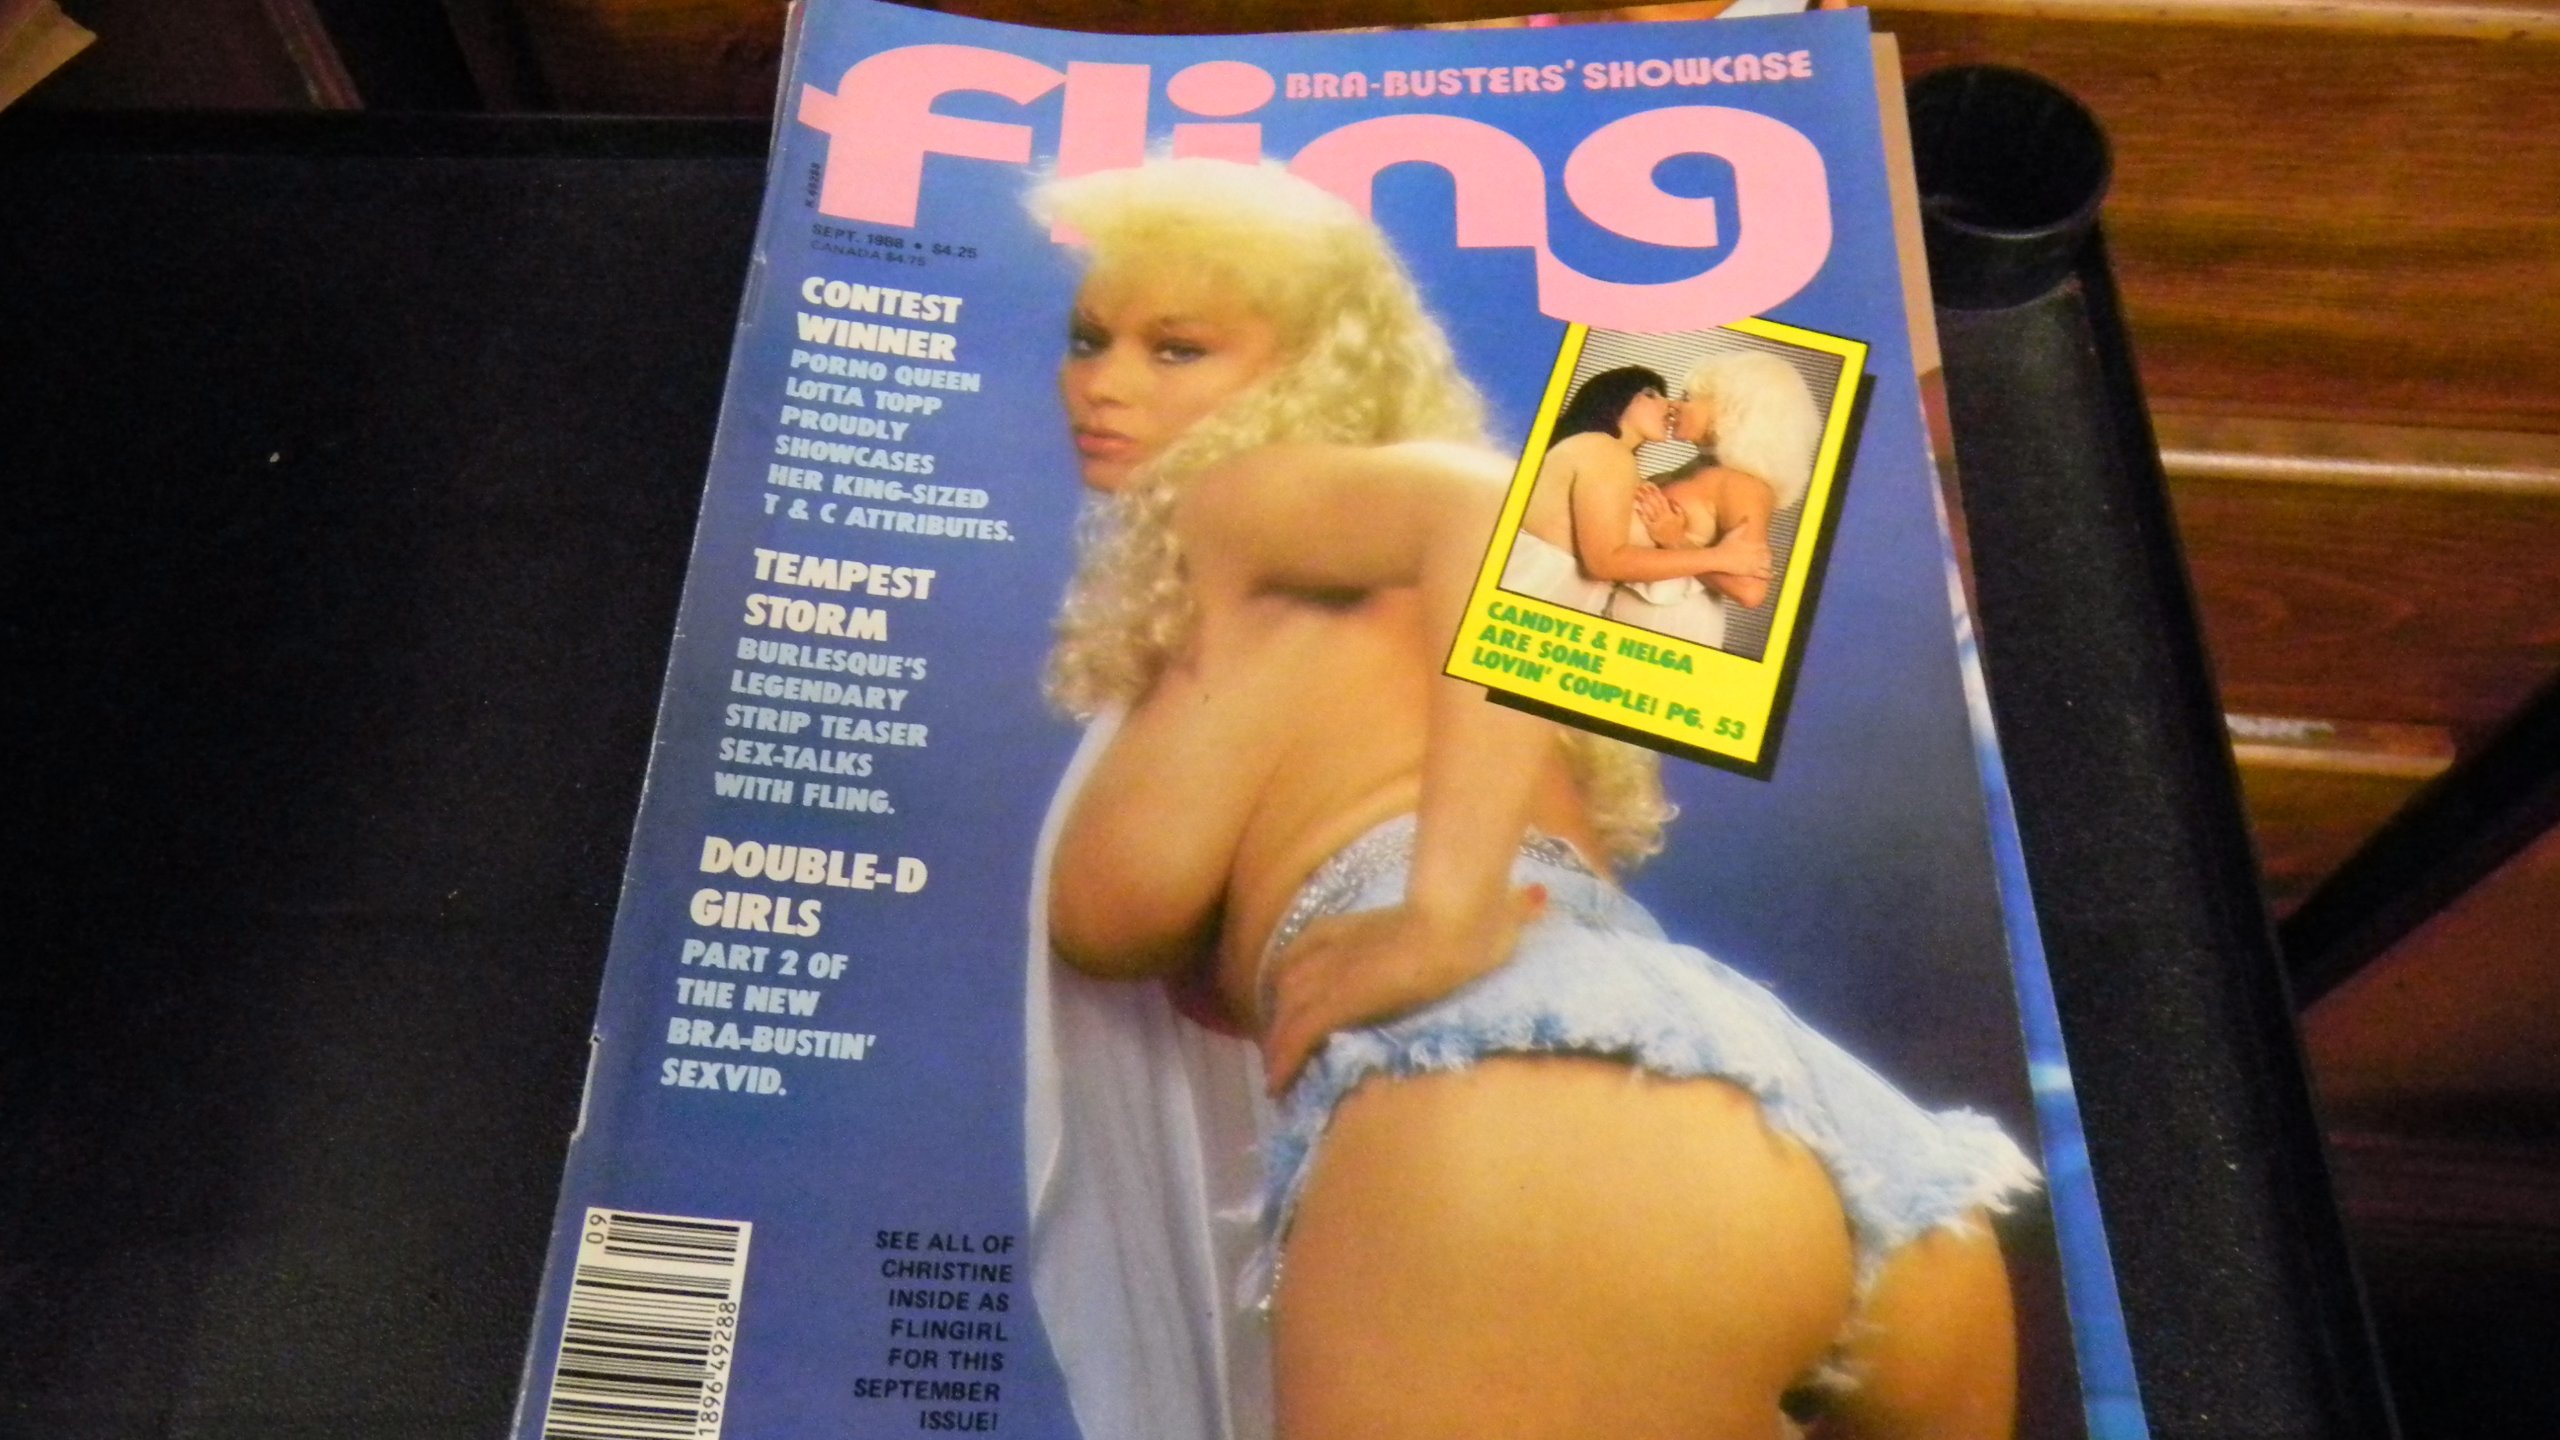 BRA-BUSTERS' SHOWCASE
fling
SEPT. 1988 • $4.25
CANADA $4.75
CONTEST
WINNER
PORNO QUEEN
LOTTA TOPP
PROUDLY
SHOWCASES
HER KING-SIZED
T & C ATTRIBUTES.
TEMPEST
STORM
BURLESQUE'S
LEGENDARY
STRIP TEASER
SEX-TALKS
WITH FLING.
DOUBLE-D
GIRLS
PART 2 OF
THE NEW
BRA-BUSTIN'
SEXVID.
CANDYE & HELGA
ARE SOME
LOVIN' COUPLE! PG. 53
SEE ALL OF
CHRISTINE
INSIDE AS
FLINGIRL
FOR THIS
SEPTEMBER
ISSUE!
09
1896 49288